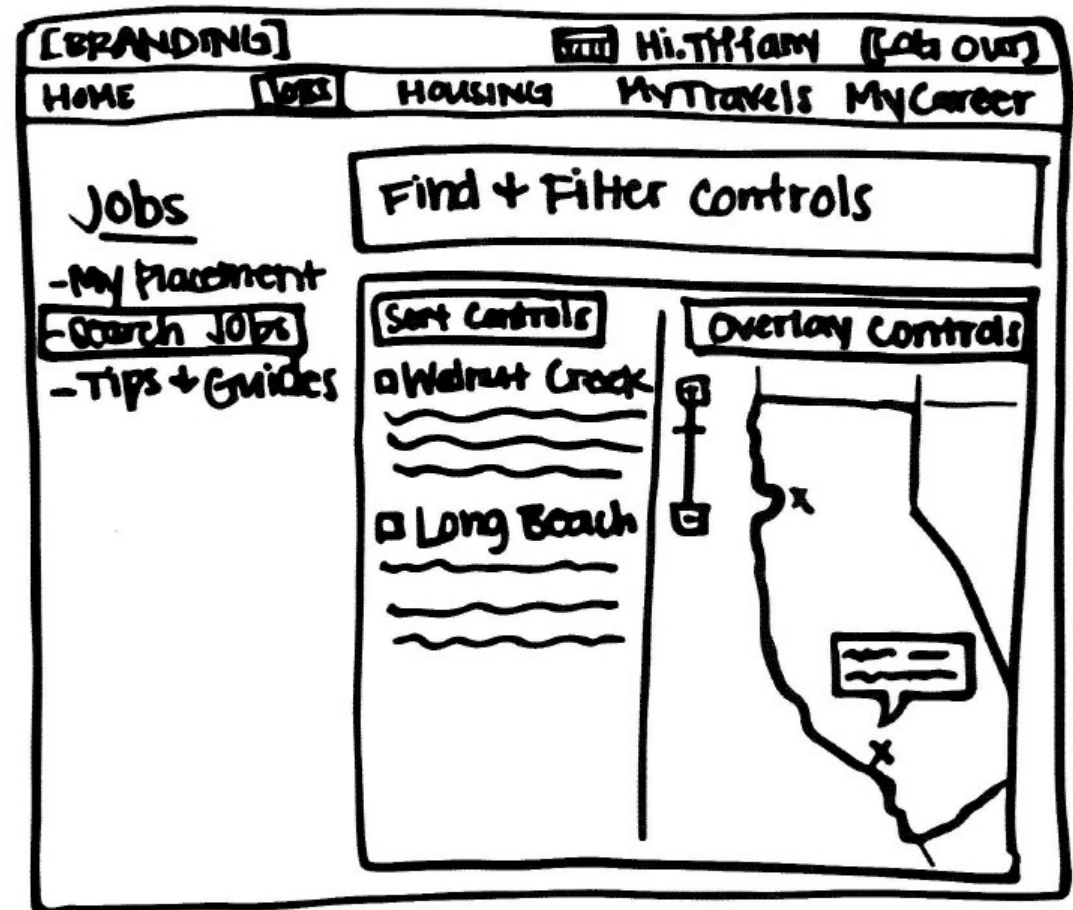 [BRANDING] Hi. Tiffany [LOG OUT]
HOME JOBS HOUSING MyTravels MyCareer
Jobs
-My Placement
-Search Jobs
-Tips + Guides
Find + Filter controls
Sort Controls
Walnut Creek
Long Beach
Overlay Controls
+
-